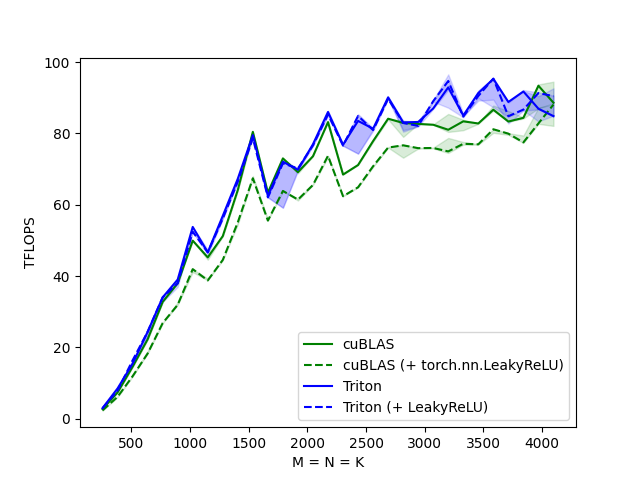 100
80
60
40
20
0
TFLOPS
500 1000 1500 2000 2500 3000 3500 4000
M = N = K
cuBLAS
cuBLAS (+ torch.nn.LeakyReLU)
Triton
Triton (+ LeakyReLU)